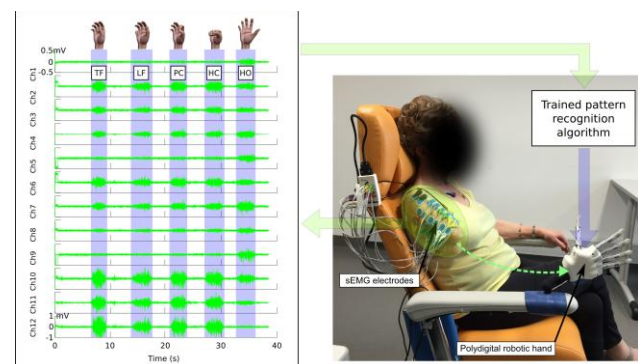 0.5mV
0
-0.5
TF
LF
PC
HC
HO
Ch1
Ch2
Ch3
Ch4
Ch5
Ch6
Ch7
Ch8
Ch9
Ch10
Ch11
Ch12
1 mV
0
-1
0
10
20
30
40
Time (s)
Trained pattern
recognition
algorithm
sEMG electrodes
Polydigital robotic hand